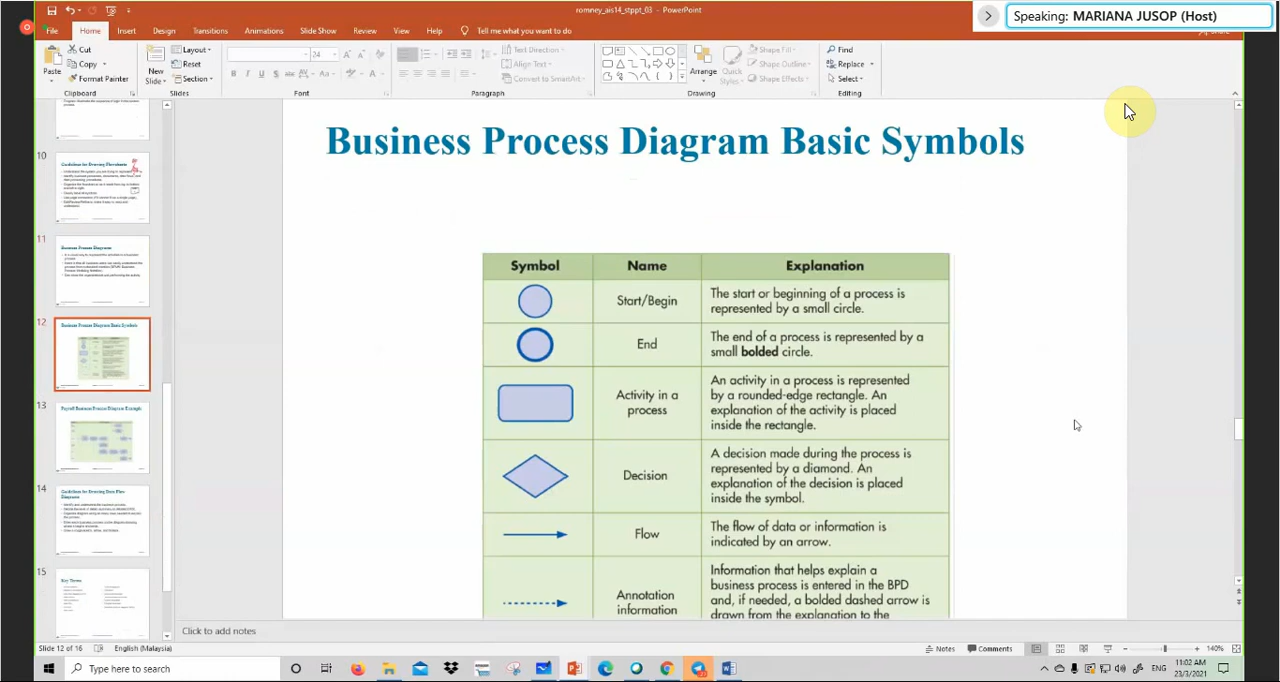 romney_ais14_stppt_03 - PowerPoint
Speaking: MARIANA JUSOP (Host)
File Home Insert Design Transitions Animations Slide Show Review View Help Tell me what you want to do
Cut
Copy
Format Painter
Paste
Clipboard
New
Slide
Layout
Reset
Section
Slides
24
Font
Text Direction
Align Text
Convert to SmartArt
Paragraph
Arrange
Quick
Styles
Shape Fill
Shape Outline
Shape Effects
Drawing
Find
Replace
Select
Editing
10
Guidelines for Drawing Flowcharts
11
Business Process Diagrams
12
Business Process Diagram Basic Symbols
13
Payroll Business Process Diagram Example
14
Guidelines for Drawing Data Flow
Diagrams
15
Key Terms
Business Process Diagram Basic Symbols
Symbol Name Explanation
Start/Begin
The start or beginning of a process is
represented by a small circle.
End
The end of a process is represented by a
small bolded circle.
Activity in a
process
An activity in a process is represented
by a rounded-edge rectangle. An
explanation of the activity is placed
inside the rectangle.
Decision
A decision made during the process is
represented by a diamond. An
explanation of the decision is placed
inside the symbol.
Flow
The flow of data or information is
indicated by an arrow.
Annotation
information
Information that helps explain a
business process is entered in the BPD
and, if needed, a bolded dashed arrow is
drawn from the explanation to the
Click to add notes
Slide 12 of 16 English (Malaysia) Notes Comments 140%
Type here to search
ENG
11:02 AM
23/3/2021